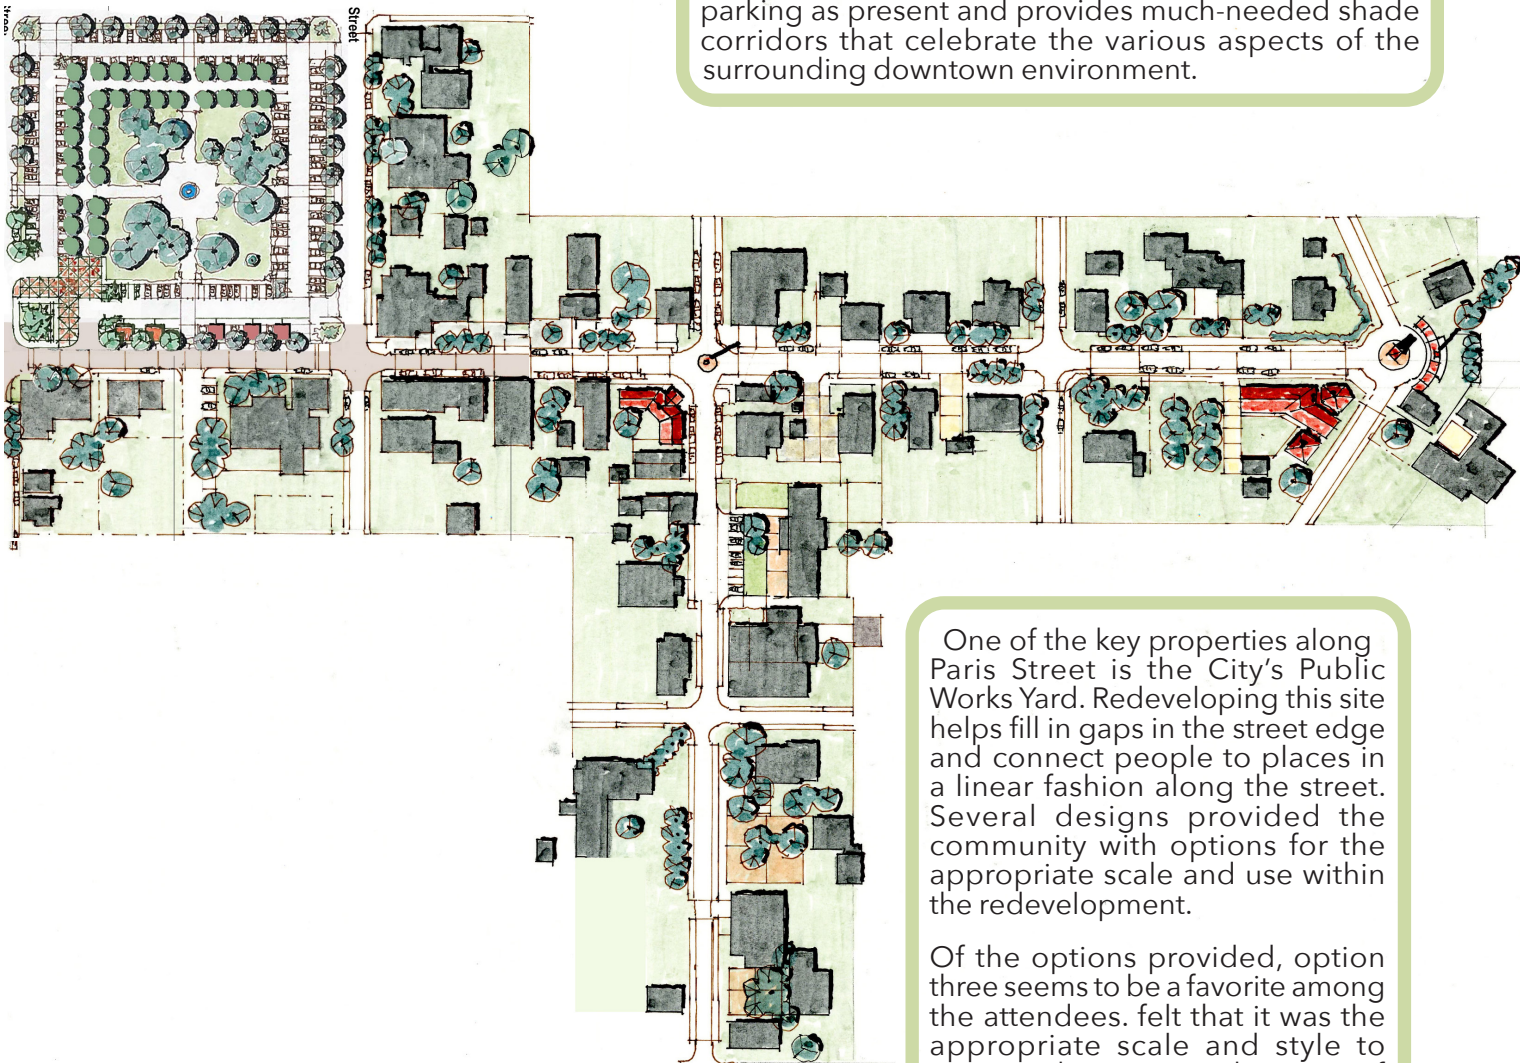 Street
parking as present and provides much-needed shade
corridors that celebrate the various aspects of the
surrounding downtown environment.
One of the key properties along
Paris Street is the City’s Public
Works Yard. Redeveloping this site
helps fill in gaps in the street edge
and connect people to places in
a linear fashion along the street.
Several designs provided the
community with options for the
appropriate scale and use within
the redevelopment.
Of the options provided, option
three seems to be a favorite among
the attendees. felt that it was the
appropriate scale and style to